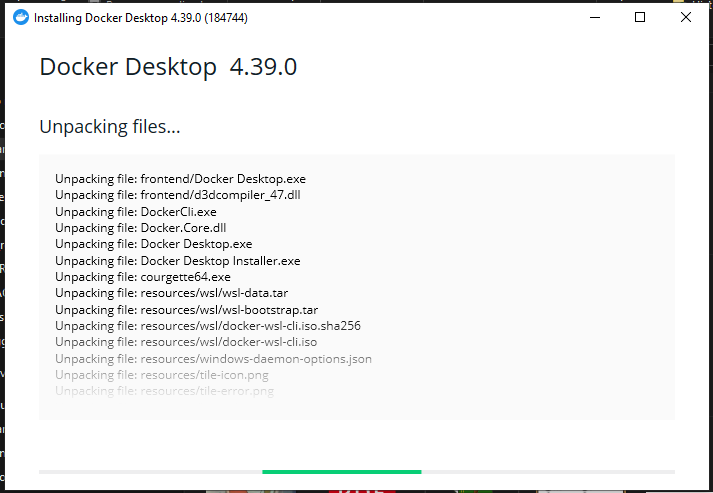 Installing Docker Desktop 4.39.0 (184744)
Docker Desktop 4.39.0
Unpacking files...
Unpacking file: frontend/Docker Desktop.exe
Unpacking file: frontend/d3dcompiler_47.dll
Unpacking file: DockerCli.exe
Unpacking file: Docker.Core.dll
Unpacking file: Docker Desktop.exe
Unpacking file: Docker Desktop Installer.exe
Unpacking file: courgette64.exe
Unpacking file: resources/wsl/wsl-data.tar
Unpacking file: resources/wsl/wsl-bootstrap.tar
Unpacking file: resources/wsl/docker-wsl-cli.iso.sha256
Unpacking file: resources/wsl/docker-wsl-cli.iso
Unpacking file: resources/windows-daemon-options.json
Unpacking file: resources/tile-icon.png
Unpacking file: resources/tile-error.png